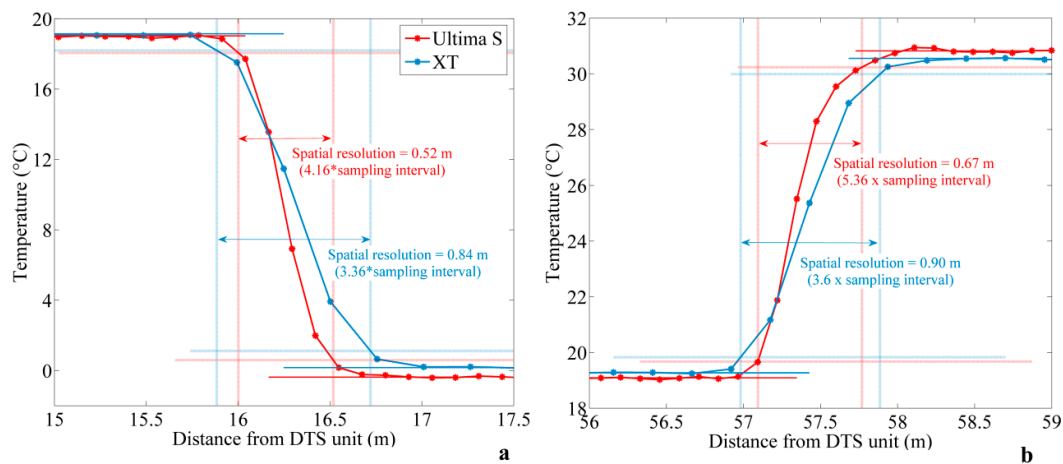 20
16
12
8
4
0
Temperature (°C)
Ultima S
XT
Spatial resolution = 0.52 m
(4.16*sampling interval)
Spatial resolution = 0.84 m
(3.36*sampling interval)
15
15.5
16
16.5
17
17.5
Distance from DTS unit (m)
a
32
30
28
26
24
22
20
18
Temperature (°C)
Spatial resolution = 0.67 m
(5.36 x sampling interval)
Spatial resolution = 0.90 m
(3.6 x sampling interval)
56
56.5
57
57.5
58
58.5
59
Distance from DTS unit (m)
b